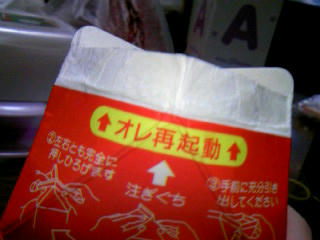 A
A
オレ再起動
①左右とも完全に
押しひろげます
注ぎぐち
③手前に充分引き
出してください